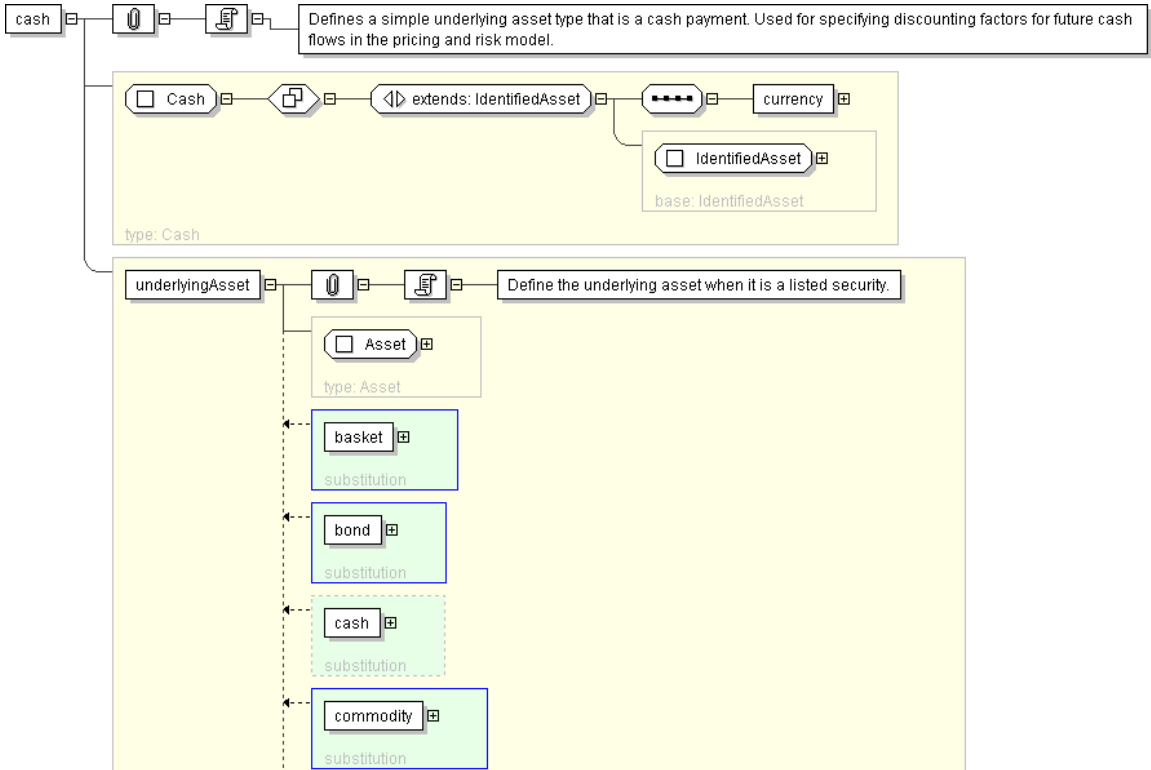 cash
Defines a simple underlying asset type that is a cash payment. Used for specifying discounting factors for future cash
flows in the pricing and risk model.
Cash
extends: IdentifiedAsset
currency
IdentifiedAsset
base: IdentifiedAsset
type: Cash
underlyingAsset
Define the underlying asset when it is a listed security.
Asset
type: Asset
basket
substitution
bond
substitution
cash
substitution
commodity
substitution